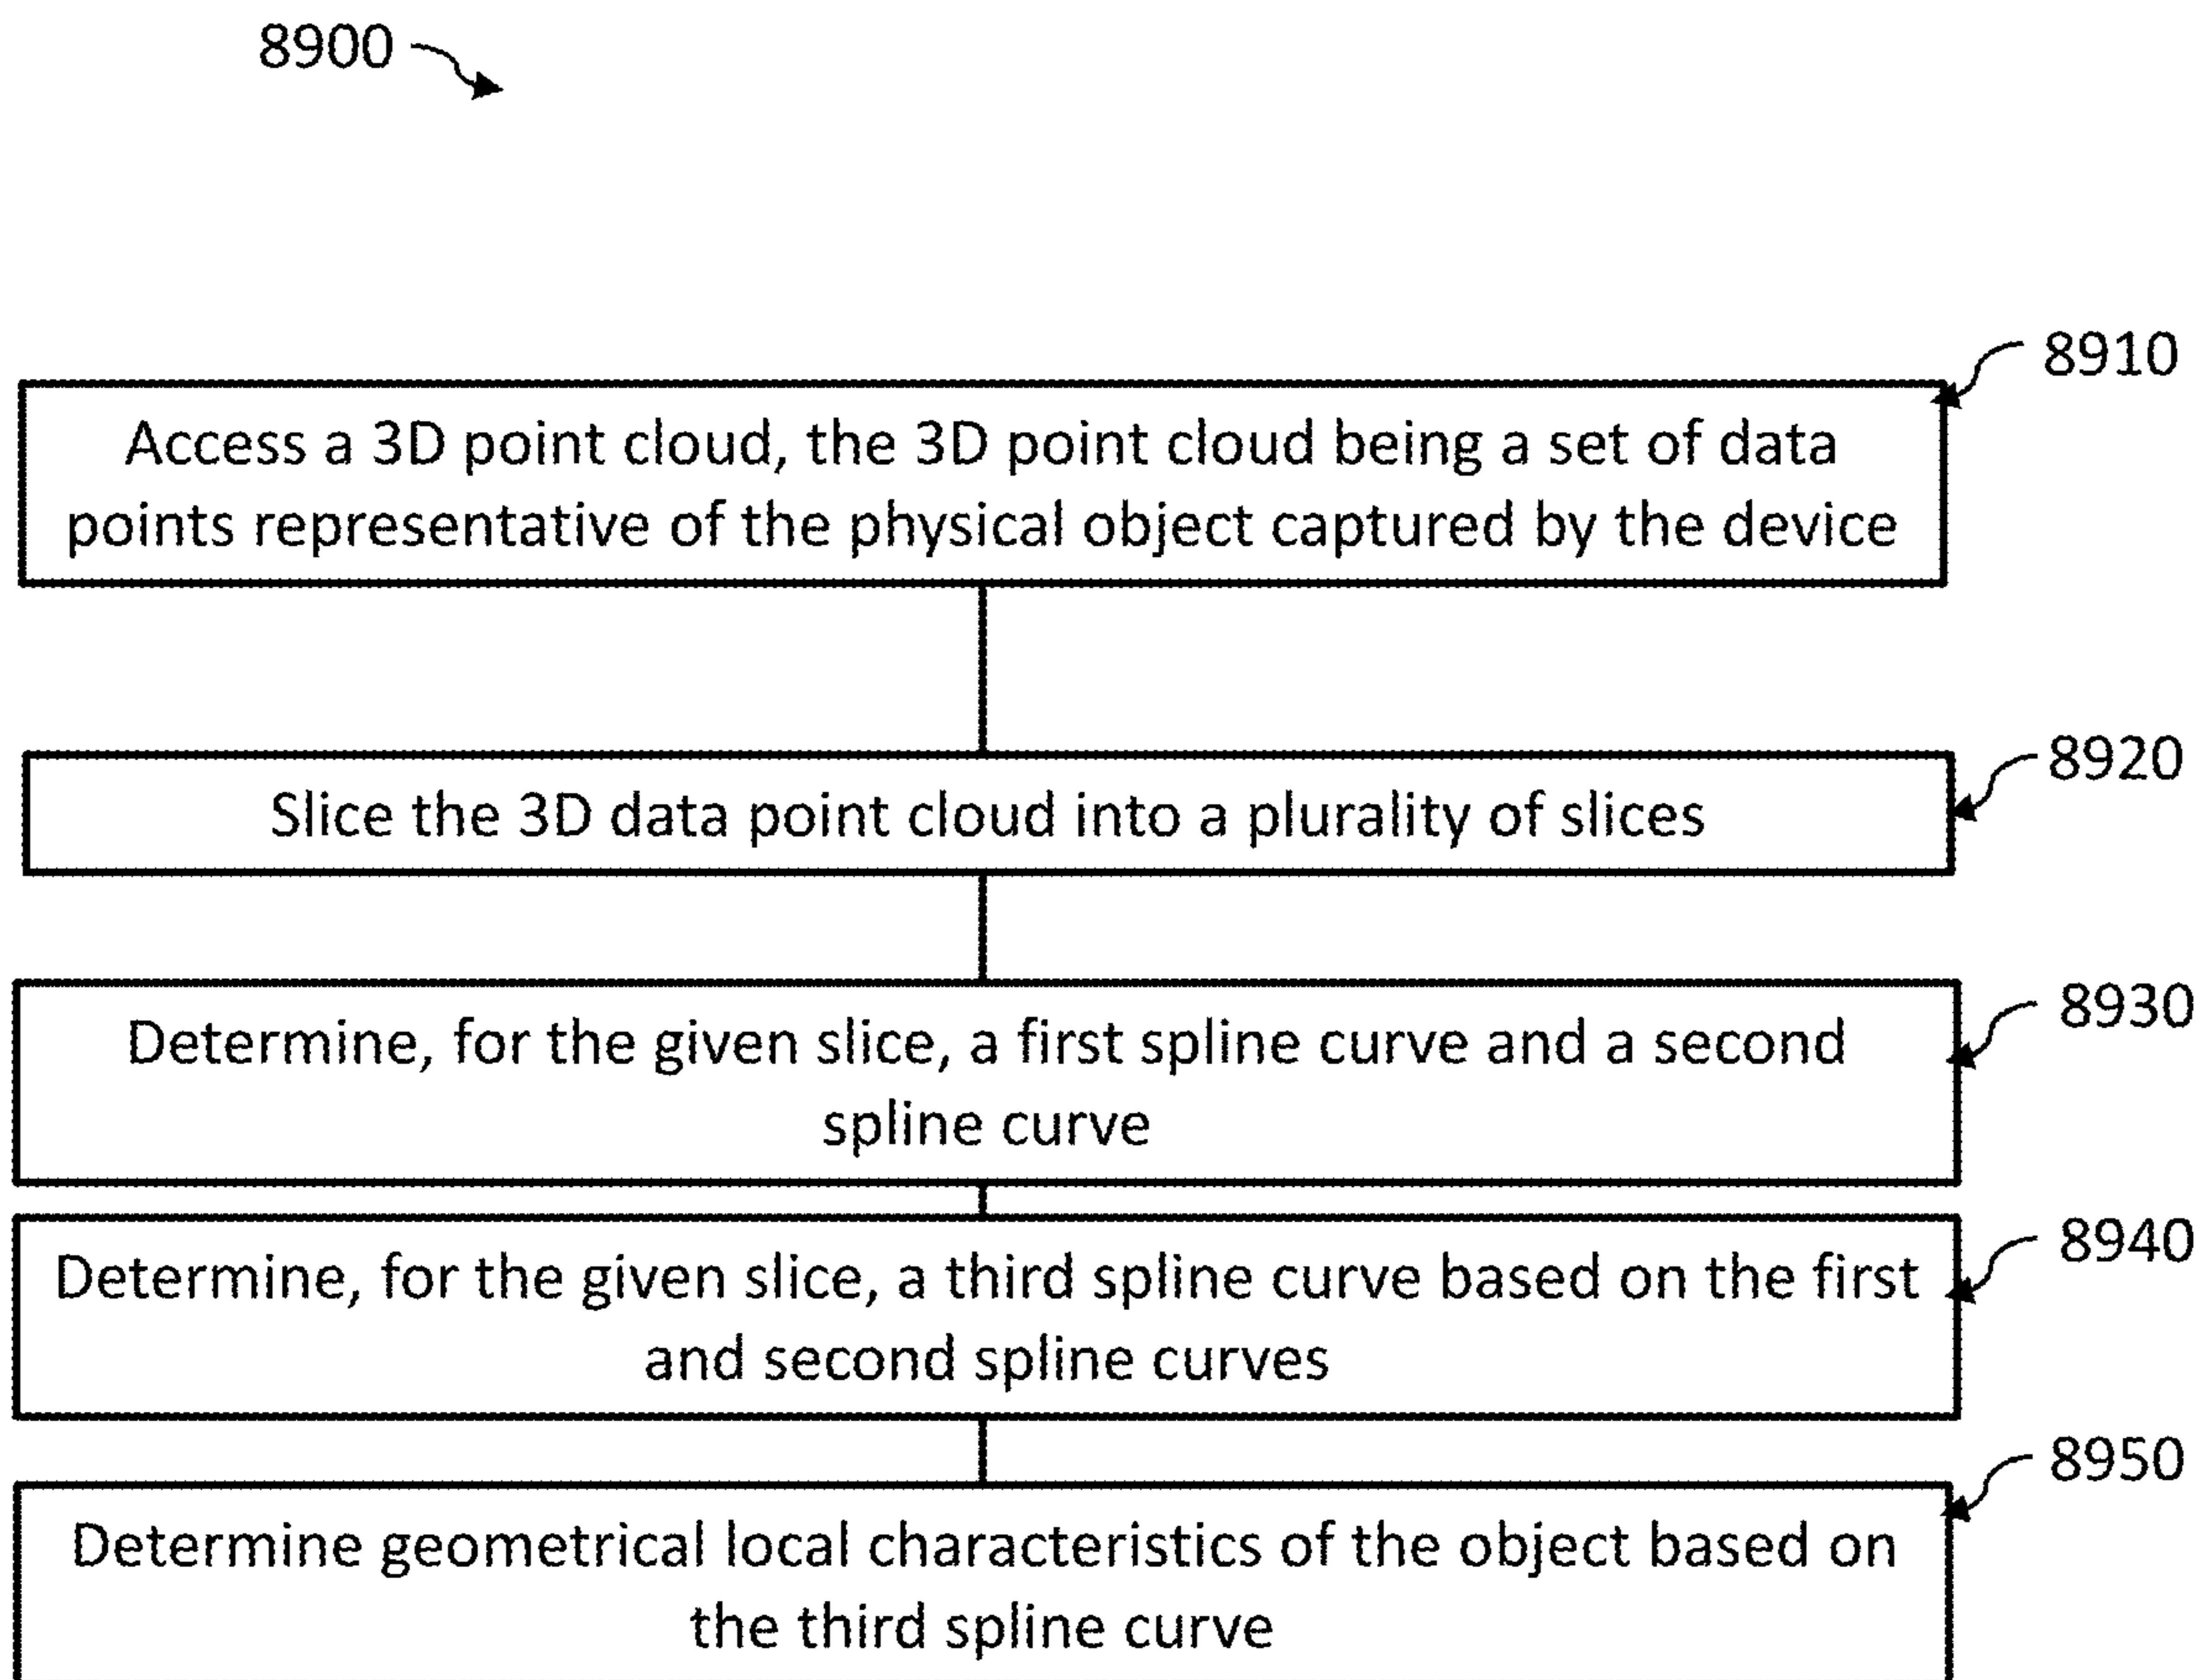 8900
8910
Access a 3D point cloud, the 3D point cloud being a set of data
points representative of the physical object captured by the device
8920
Slice the 3D data point cloud into a plurality of slices
8930
Determine, for the given slice, a first spline curve and a second
spline curve
8940
Determine, for the given slice, a third spline curve based on the first
and second spline curves
8950
Determine geometrical local characteristics of the object based on
the third spline curve